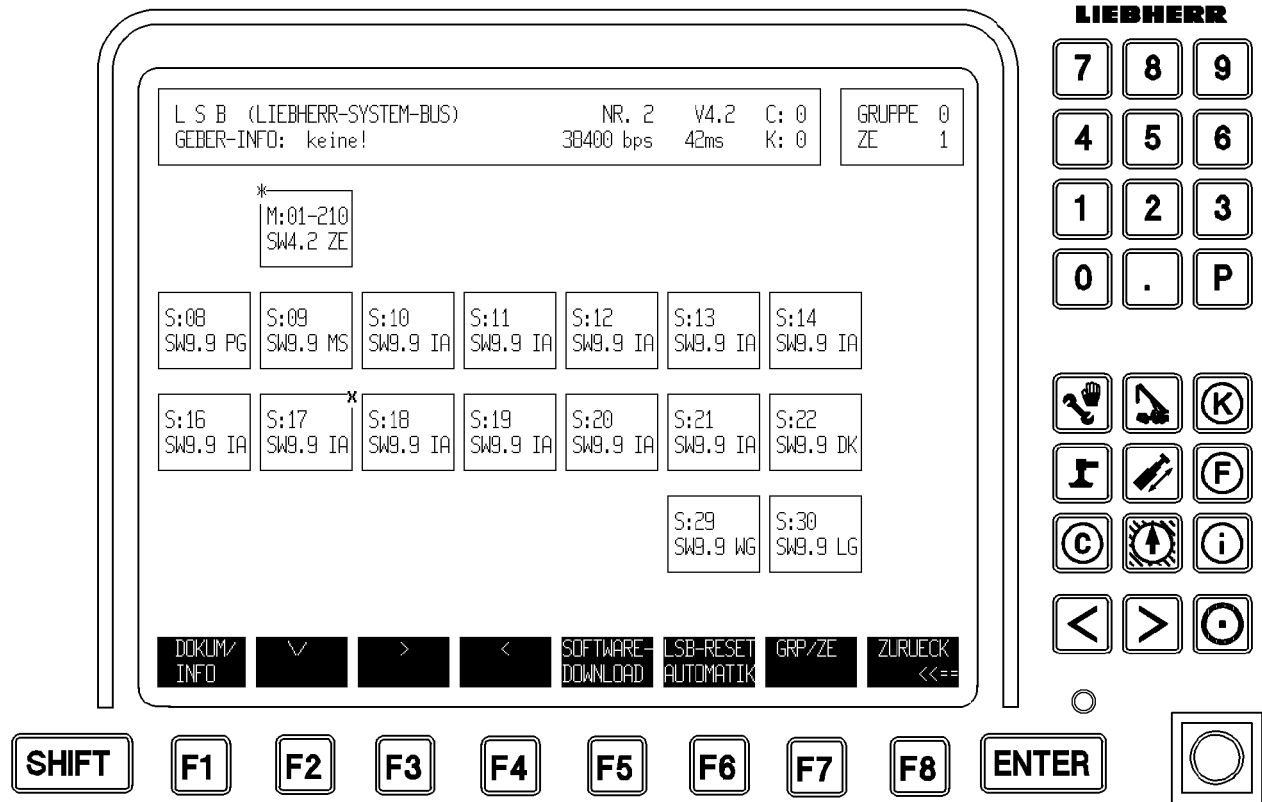 LIEBHERR
L S B (LIEBHERR-SYSTEM-BUS) NR. 2 V4.2 C: 0
GEBER-INFO: keine! 38400 bps 42ms K: 0
GRUPPE 0
ZE 1
M:01-210
SW4.2 ZE
S:08
SW9.9 PG
S:09
SW9.9 MS
S:10
SW9.9 IA
S:11
SW9.9 IA
S:12
SW9.9 IA
S:13
SW9.9 IA
S:14
SW9.9 IA
S:16
SW9.9 IA
S:17
SW9.9 IA
S:18
SW9.9 IA
S:19
SW9.9 IA
S:20
SW9.9 IA
S:21
SW9.9 IA
S:22
SW9.9 DK
S:29
SW9.9 WG
S:30
SW9.9 LG
DOKUM/
INFO
>
<
SOFTWARE-
DOWNLOAD
LSB-RESET
AUTOMATIK
GRP/ZE
ZURUECK
<<==
7 8 9
4 5 6
1 2 3
0 . P
K
F
C i
< >
SHIFT F1 F2 F3 F4 F5 F6 F7 F8 ENTER